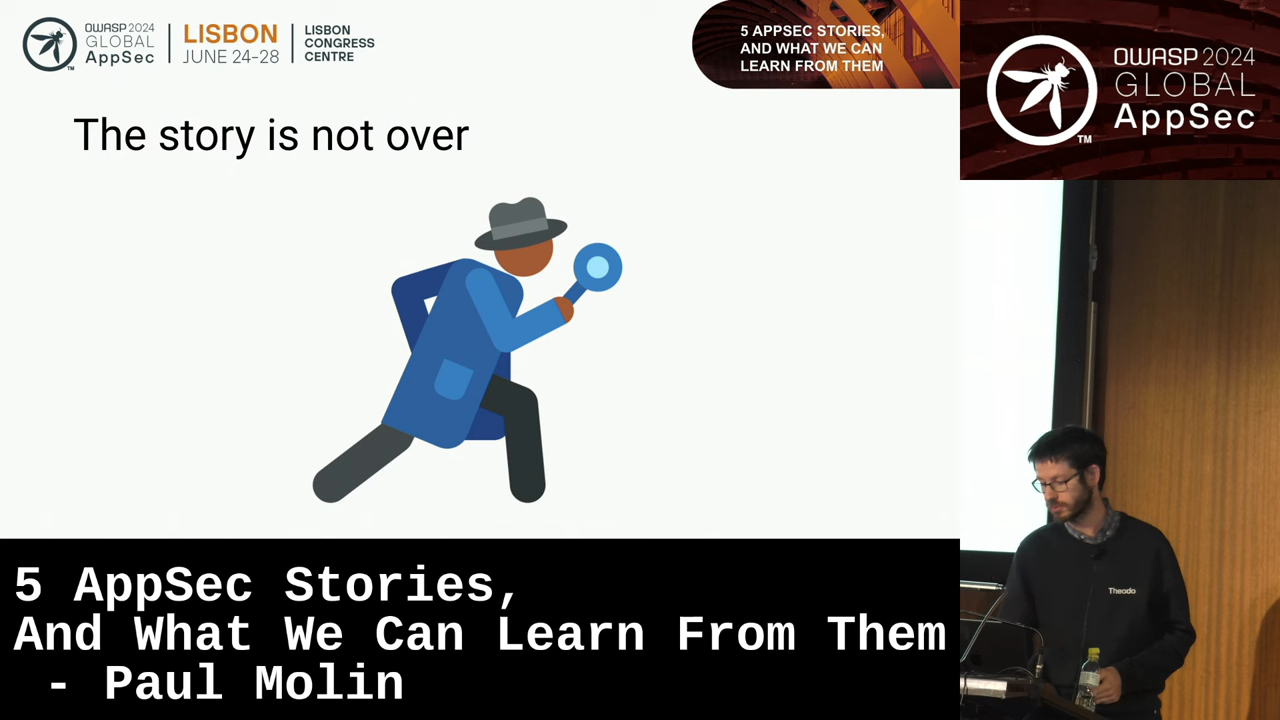 OWASP 2024
GLOBAL
AppSec
TM
LISBON
JUNE 24-28
LISBON
CONGRESS
CENTRE
5 APPSEC STORIES,
AND WHAT WE CAN
LEARN FROM THEM
OWASP 2024
GLOBAL
AppSec
TM
The story is not over
Theodo
5 AppSec Stories,
And What We Can Learn From Them
- Paul Molin